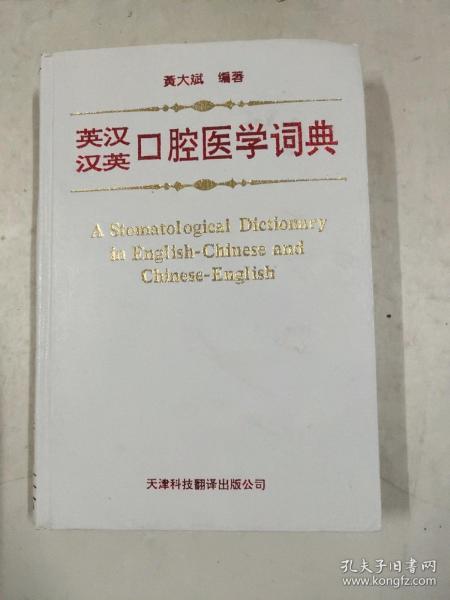 黄大斌 编著
英汉
汉英 口腔医学词典
A Stomatological Dictionary
in English-Chinese and
Chinese-English
天津科技翻译出版公司
孔夫子旧书网
www.kongfz.com